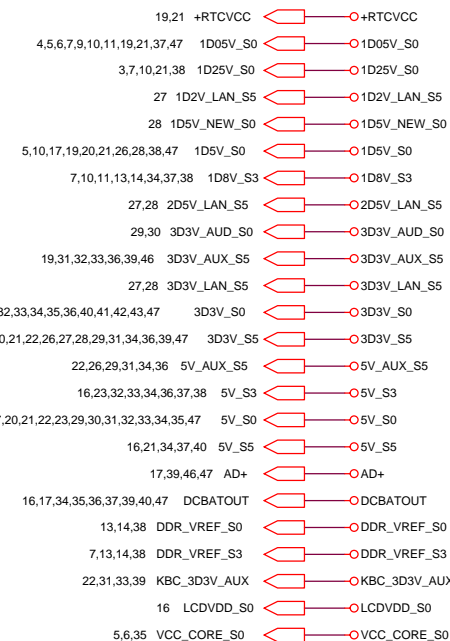 19,21 +RTCVCC +RTCVCC
4,5,6,7,9,10,11,19,21,37,47 1D05V_S0 1D05V_S0
3,7,10,21,38 1D25V_S0 1D25V_S0
27 1D2V_LAN_S5 1D2V_LAN_S5
28 1D5V_NEW_S0 1D5V_NEW_S0
5,10,17,19,20,21,26,28,38,47 1D5V_S0 1D5V_S0
7,10,11,13,14,34,37,38 1D8V_S3 1D8V_S3
27,28 2D5V_LAN_S5 2D5V_LAN_S5
29,30 3D3V_AUD_S0 3D3V_AUD_S0
19,31,32,33,36,39,46 3D3V_AUX_S5 3D3V_AUX_S5
27,28 3D3V_LAN_S5 3D3V_LAN_S5
32,33,34,35,36,40,41,42,43,47 3D3V_S0 3D3V_S0
0,21,22,26,27,28,29,31,34,36,39,47 3D3V_S5 3D3V_S5
22,26,29,31,34,36 5V_AUX_S5 5V_AUX_S5
16,23,32,33,34,36,37,38 5V_S3 5V_S3
,20,21,22,23,29,30,31,32,33,34,35,47 5V_S0 5V_S0
16,21,34,37,40 5V_S5 5V_S5
17,39,46,47 AD+ AD+
16,17,34,35,36,37,39,40,47 DCBATOUT DCBATOUT
13,14,38 DDR_VREF_S0 DDR_VREF_S0
7,13,14,38 DDR_VREF_S3 DDR_VREF_S3
22,31,33,39 KBC_3D3V_AUX KBC_3D3V_AUX
16 LCDVDD_S0 LCDVDD_S0
5,6,35 VCC_CORE_S0 VCC_CORE_S0